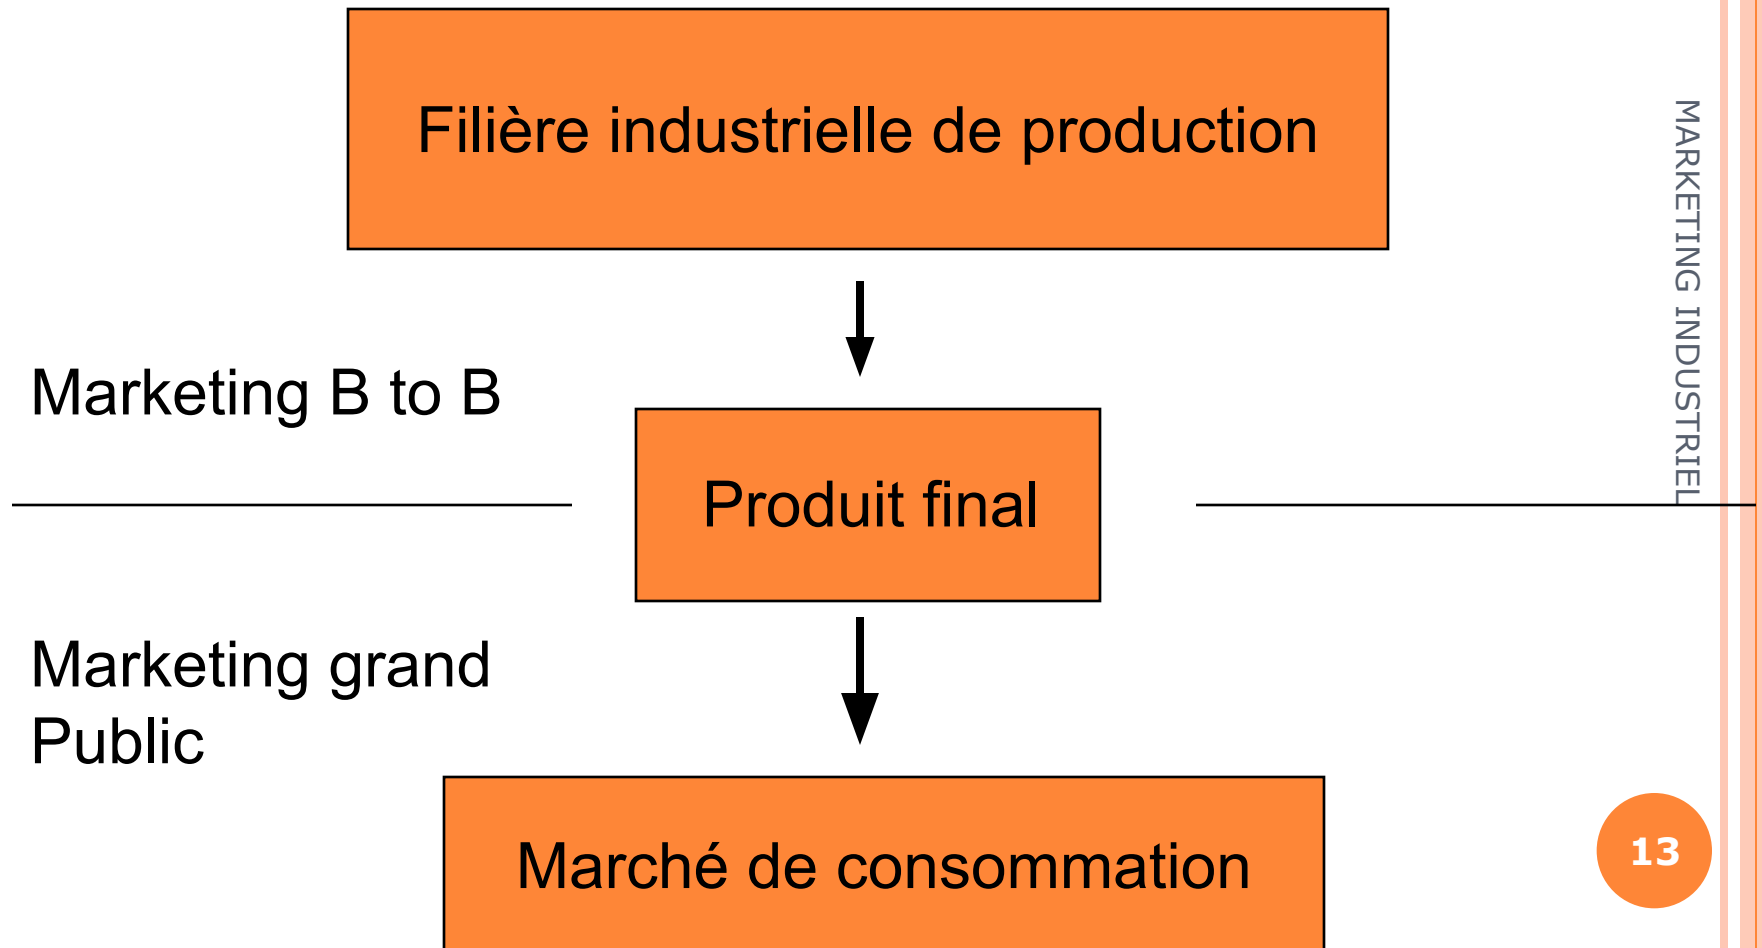 Filière industrielle de production
Marketing B to B
Produit final
Marketing grand
Public
Marché de consommation
MARKETING INDUSTRIEL
13